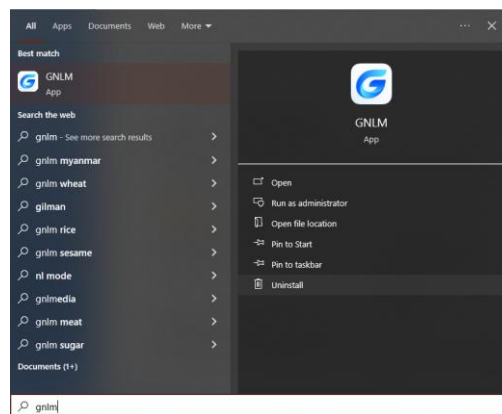 All Apps Documents Web More
Best match
GNLM
App
Search the web
gnlm - See more search results
gnlm myanmar
gnlm wheat
gilman
gnlm rice
gnlm sesame
nl mode
gnlmedia
gnlm meat
gnlm sugar
Documents (1+)
GNLM
App
Open
Run as administrator
Open file location
Pin to Start
Pin to taskbar
Uninstall
gnlm